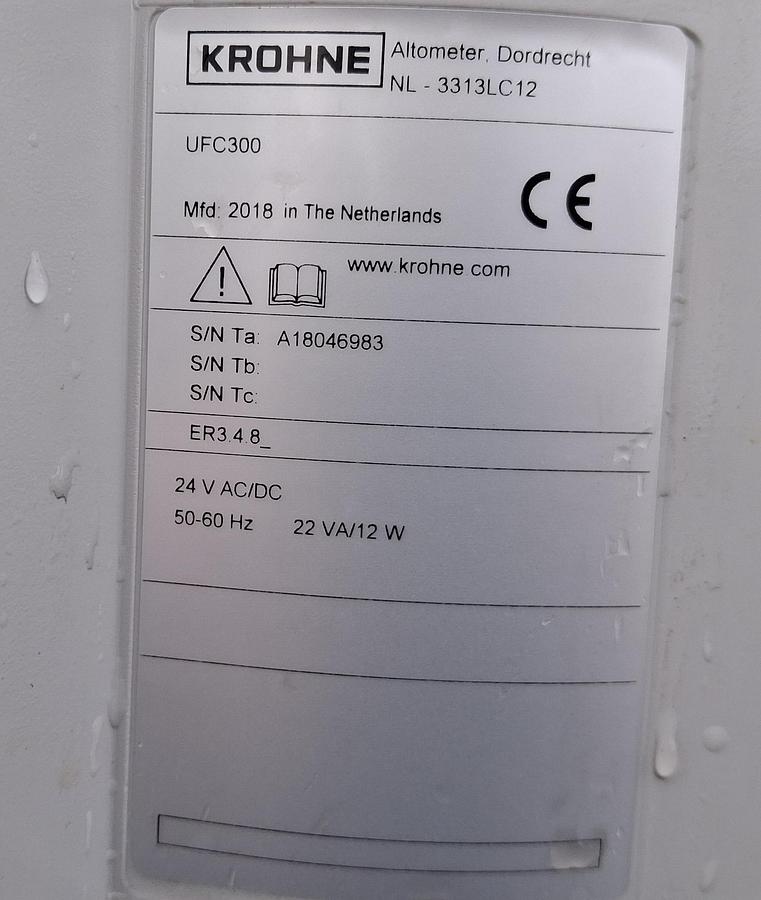 KROHNE Altometer, Dordrecht
NL - 3313LC12
UFC300
Mfd: 2018 in The Netherlands
CE
! www.krohne.com
S/N Ta: A18046983
S/N Tb:
S/N Tc:
ER3.4.8_
24 V AC/DC
50-60 Hz 22 VA/12 W